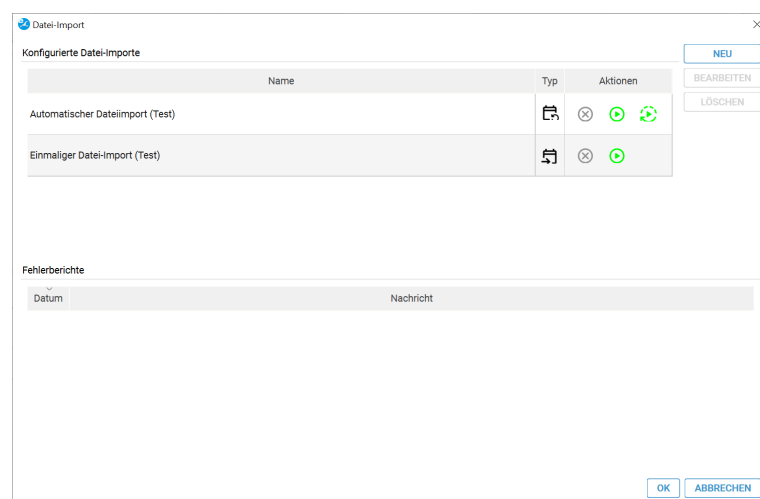 Datei-Import
Konfigurierte Datei-Importe
NEU
Name Typ Aktionen
BEARBEITEN
LÖSCHEN
Automatischer Dateiimport (Test)
Einmaliger Datei-Import (Test)
Fehlerberichte
Datum Nachricht
OK ABBRECHEN